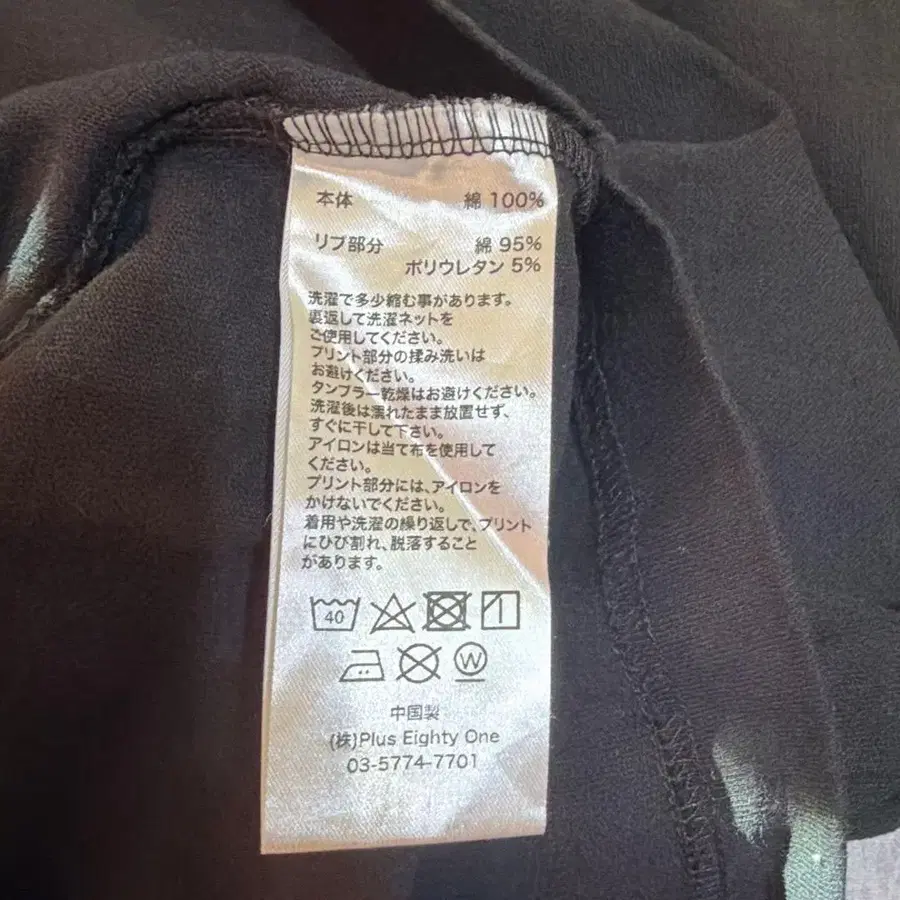 本体 綿 100%
リブ部分 綿 95%
ポリウレタン 5%
洗濯で多少縮む事があります。
裏返して洗濯ネットを
ご使用してください。
プリント部分の揉み洗いは
お避けください。
タンブラー乾燥はお避けください。
洗濯後は濡れたまま放置せず、
すぐに干して下さい。
アイロンは当て布を使用して
ください。
プリント部分には、アイロンを
かけないでください。
着用や洗濯の繰り返しで、プリント
にひび割れ、脱落すること
があります。
40
W
中国製
(株)Plus Eighty One
03-5774-7701